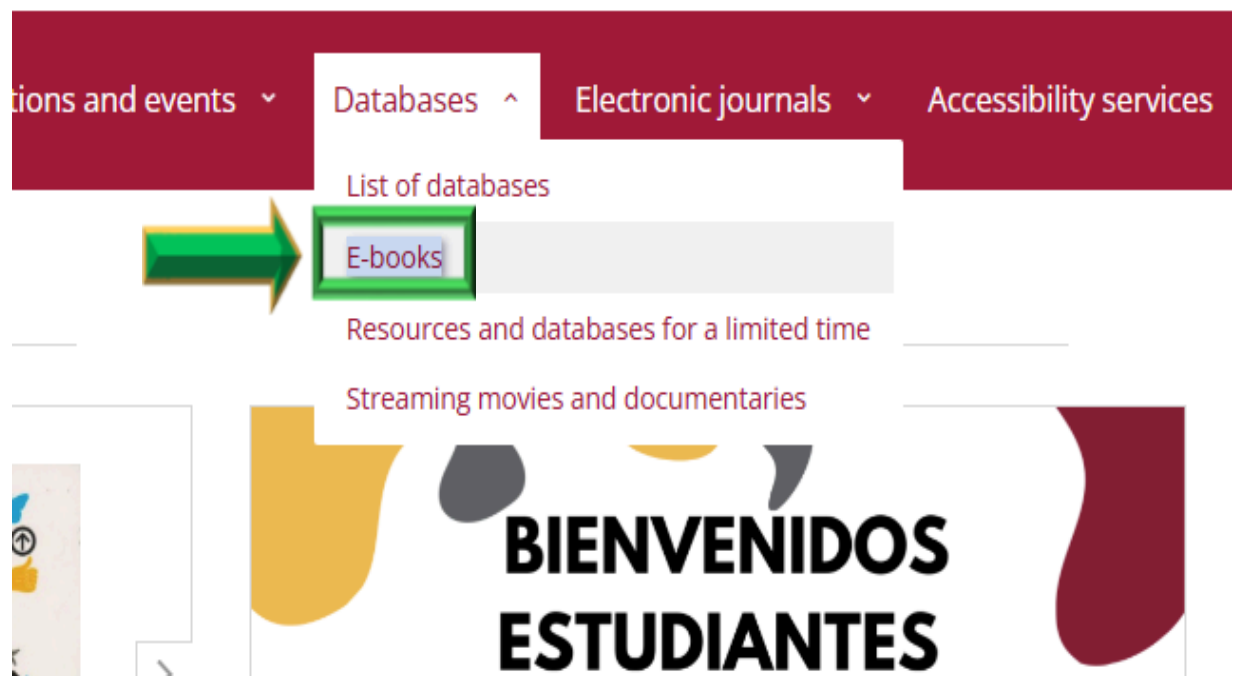 tions and events Databases Electronic journals Accessibility services
List of databases
E-books
Resources and databases for a limited time
Streaming movies and documentaries
BIENVENIDOS
ESTUDIANTES